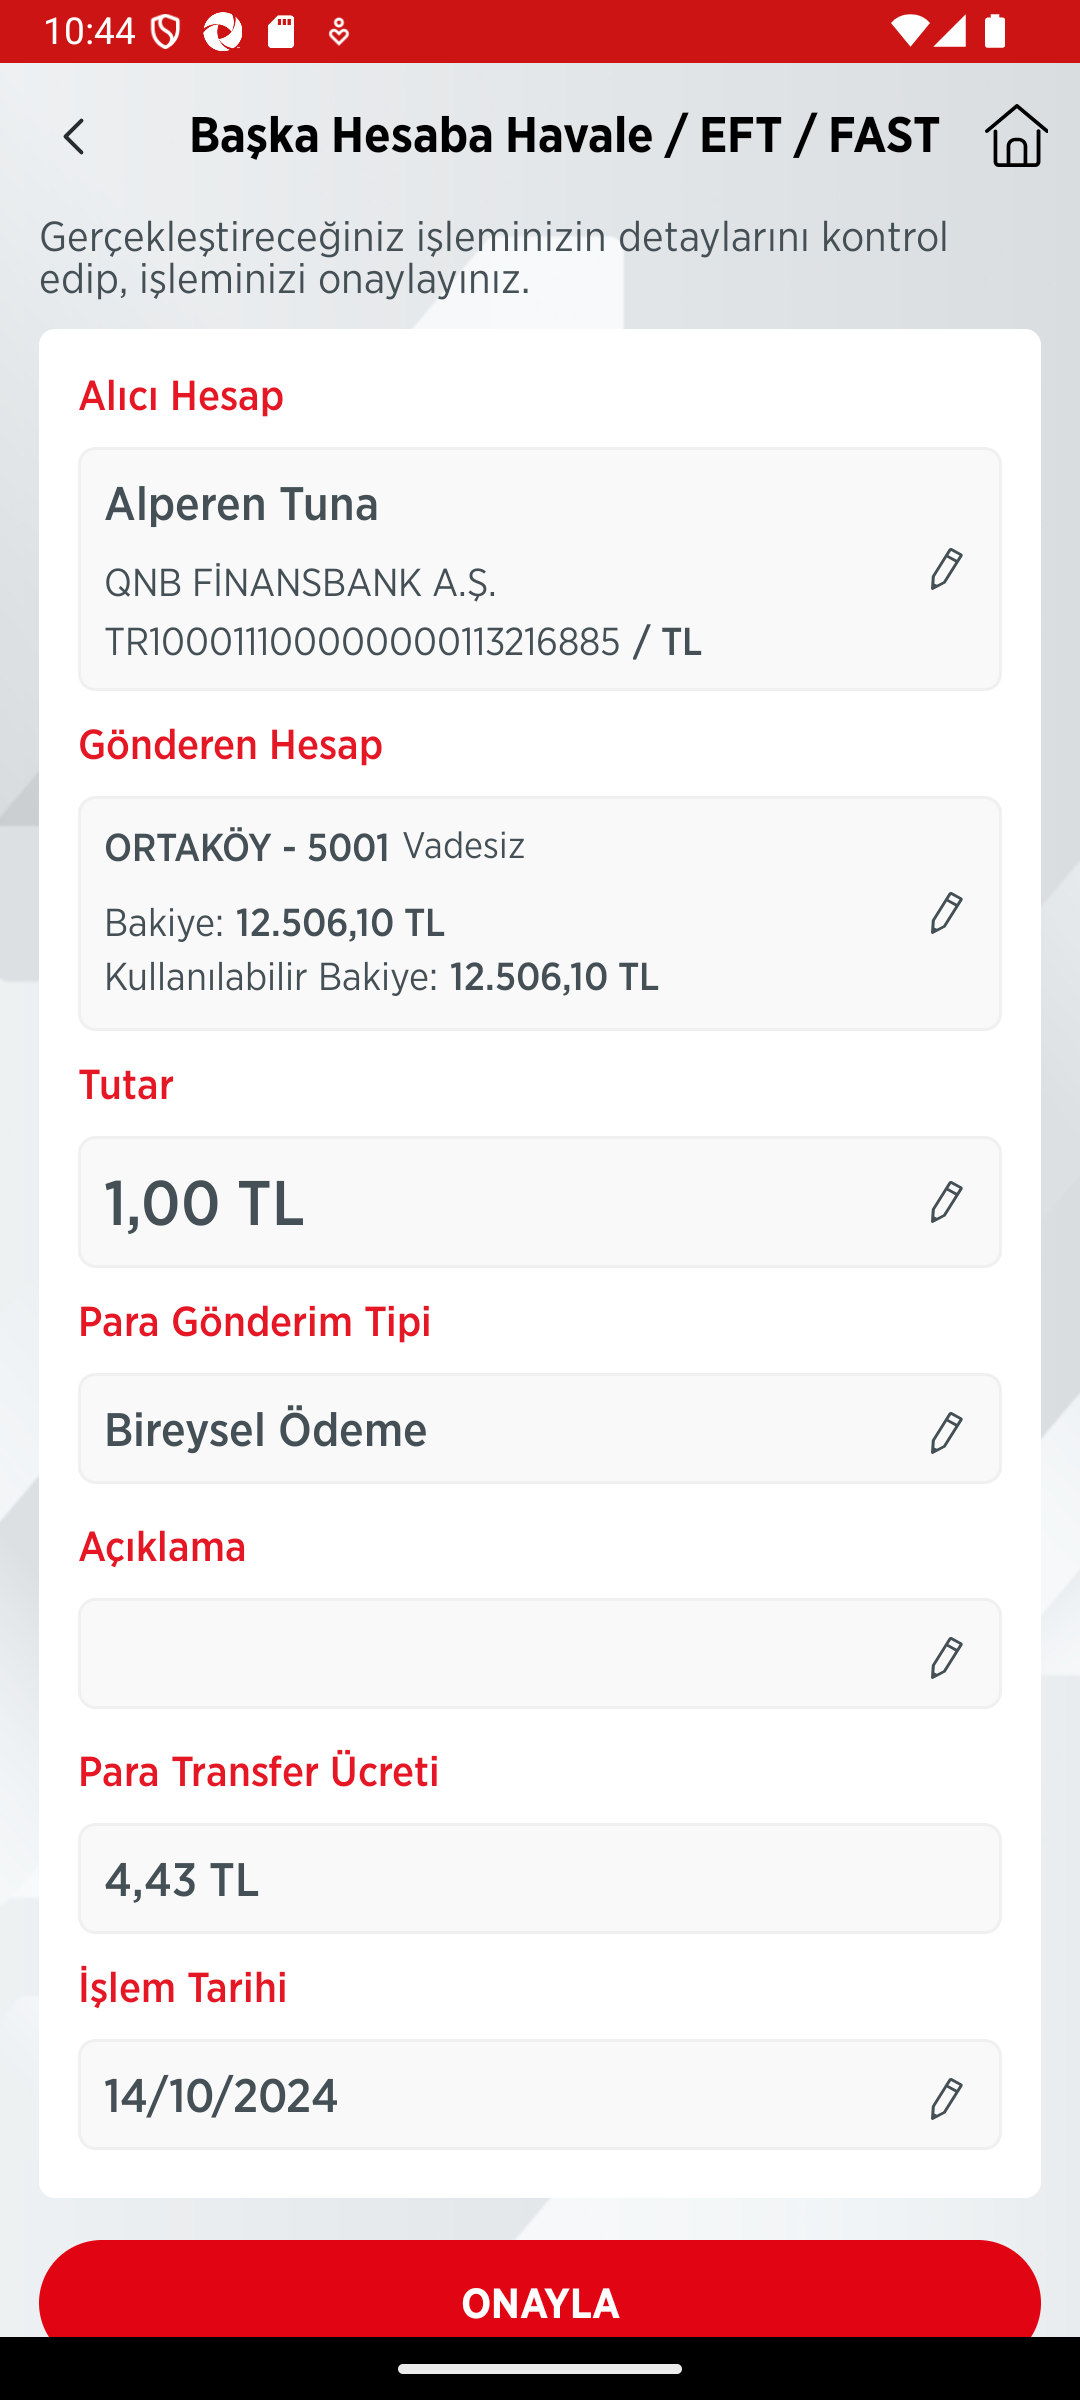 10:44
Başka Hesaba Havale / EFT / FAST
Gerçekleştireceğiniz işleminizin detaylarını kontrol
edip, işleminizi onaylayınız.
Alıcı Hesap
Alperen Tuna
QNB FİNANSBANK A.Ş.
TR100011100000000113216885 / TL
Gönderen Hesap
ORTAKÖY - 5001 Vadesiz
Bakiye: 12.506,10 TL
Kullanılabilir Bakiye: 12.506,10 TL
Tutar
1,00 TL
Para Gönderim Tipi
Bireysel Ödeme
Açıklama
Para Transfer Ücreti
4,43 TL
İşlem Tarihi
14/10/2024
ONAYLA